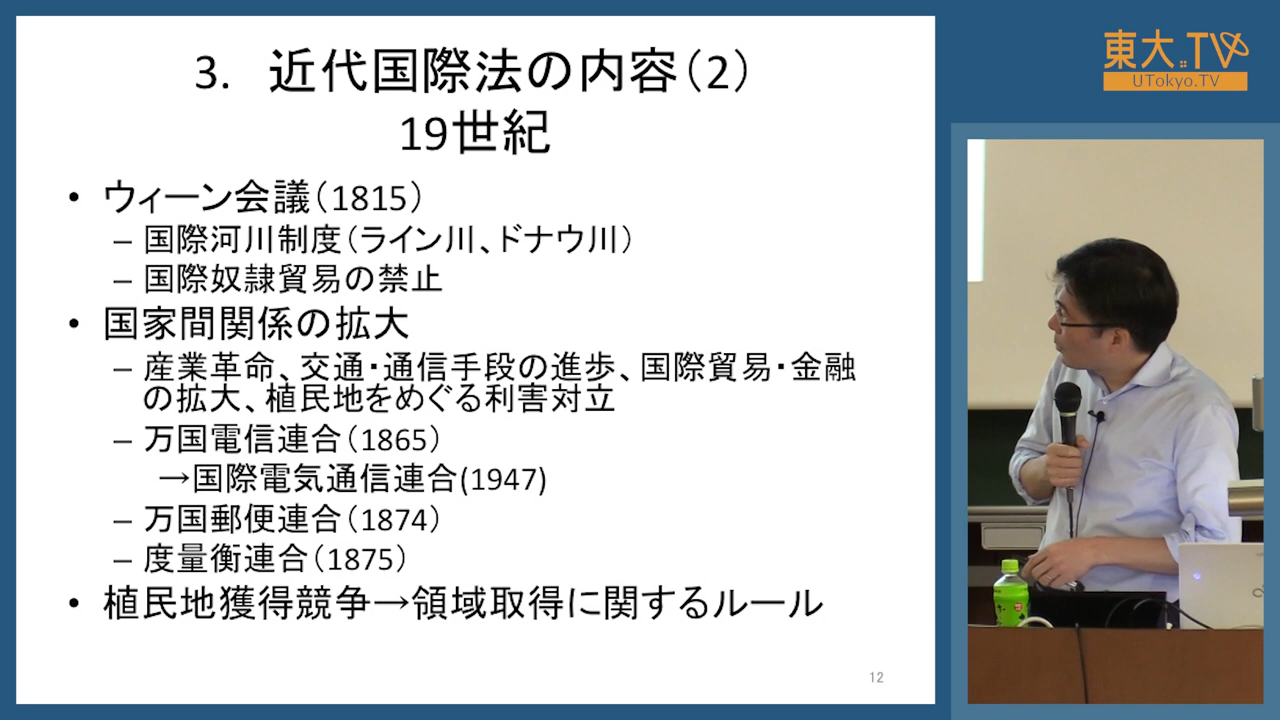 3. 近代国際法の内容(2)
19世紀
• ウィーン会議(1815)
– 国際河川制度(ライン川、ドナウ川)
– 国際奴隷貿易の禁止
• 国家間関係の拡大
– 産業革命、交通・通信手段の進歩、国際貿易・金融
の拡大、植民地をめぐる利害対立
– 万国電信連合(1865)
→国際電気通信連合(1947)
– 万国郵便連合(1874)
– 度量衡連合(1875)
• 植民地獲得競争→領域取得に関するルール
12
東大.TV
UTokyo.TV